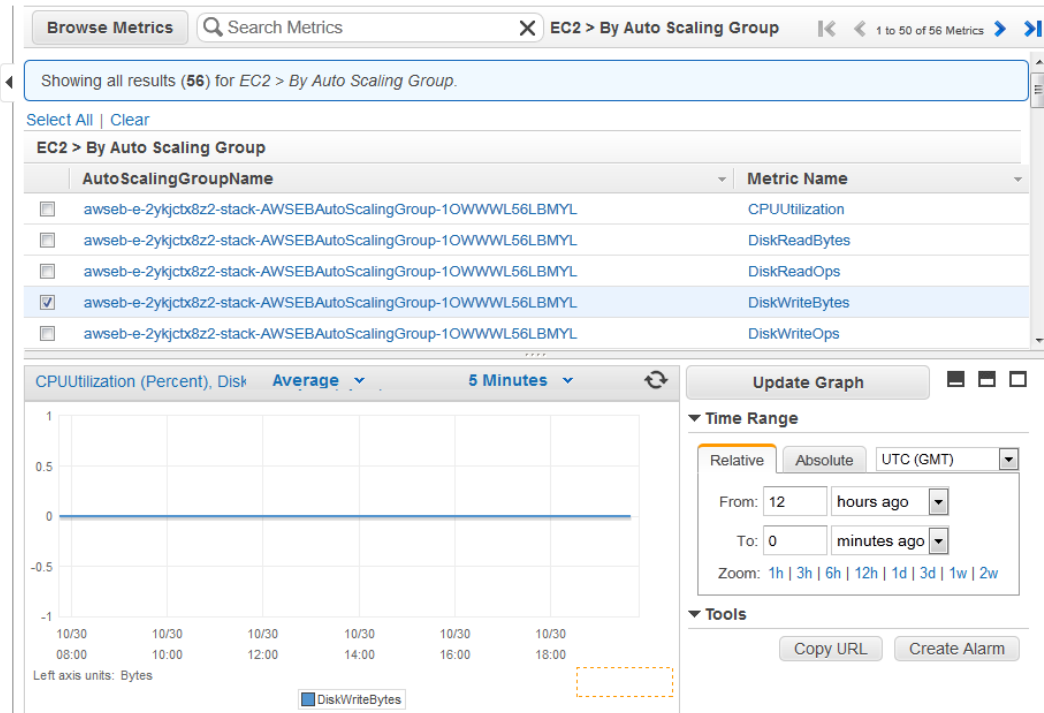 Browse Metrics Search Metrics EC2 > By Auto Scaling Group 1 to 50 of 56 Metrics
Showing all results (56) for EC2 > By Auto Scaling Group.
Select All | Clear
EC2 > By Auto Scaling Group
AutoScalingGroupName Metric Name
awseb-e-2ykjctx8z2-stack-AWSEBAutoScalingGroup-1OWWWL56LBMYL CPUUtilization
awseb-e-2ykjctx8z2-stack-AWSEBAutoScalingGroup-1OWWWL56LBMYL DiskReadBytes
awseb-e-2ykjctx8z2-stack-AWSEBAutoScalingGroup-1OWWWL56LBMYL DiskReadOps
awseb-e-2ykjctx8z2-stack-AWSEBAutoScalingGroup-1OWWWL56LBMYL DiskWriteBytes
awseb-e-2ykjctx8z2-stack-AWSEBAutoScalingGroup-1OWWWL56LBMYL DiskWriteOps
CPUUtilization (Percent), Disk Average 5 Minutes
1
0.5
0
-0.5
-1
10/30 10/30 10/30 10/30 10/30 10/30
08:00 10:00 12:00 14:00 16:00 18:00
Left axis units: Bytes
DiskWriteBytes
Update Graph
Time Range
Relative Absolute UTC (GMT)
From: 12 hours ago
To: 0 minutes ago
Zoom: 1h | 3h | 6h | 12h | 1d | 3d | 1w | 2w
Tools
Copy URL Create Alarm